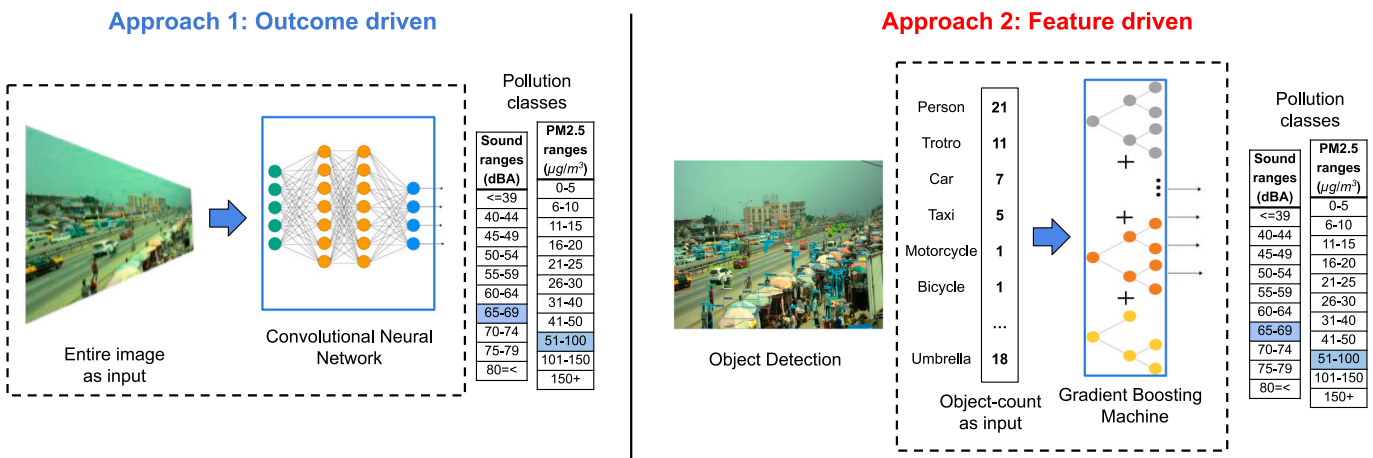 Approach 1: Outcome driven
Entire image
as input
Convolutional Neural
Network
Pollution
classes
Sound
ranges
(dBA)
<=39
40-44
45-49
50-54
55-59
60-64
65-69
70-74
75-79
80=<
PM2.5
ranges
(µg/m³)
0-5
6-10
11-15
16-20
21-25
26-30
31-40
41-50
51-100
101-150
150+
Approach 2: Feature driven
Object Detection
Person 21
Trotro 11
Car 7
Taxi 5
Motorcycle 1
Bicycle 1
...
Umbrella 18
Object-count
as input
+
+
+
Gradient Boosting
Machine
Pollution
classes
Sound
ranges
(dBA)
<=39
40-44
45-49
50-54
55-59
60-64
65-69
70-74
75-79
80=<
PM2.5
ranges
(µg/m³)
0-5
6-10
11-15
16-20
21-25
26-30
31-40
41-50
51-100
101-150
150+